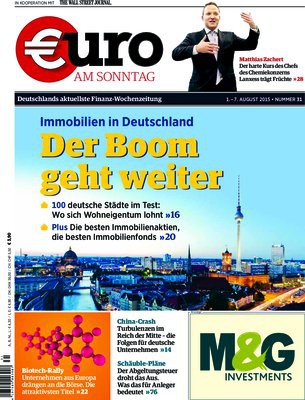 IN KOOPERATION MIT THE WALL STREET JOURNAL.
€uro
AM SONNTAG
Matthias Zachert
Der harte Kurs des Chefs
des Chemiekonzerns
Lanxess trägt Früchte »28
Deutschlands aktuellste Finanz-Wochenzeitung
1. – 7. AUGUST 2015 • NUMMER 31
Immobilien in Deutschland
Der Boom
geht weiter
100 deutsche Städte im Test:
Wo sich Wohneigentum lohnt »16
Plus Die besten Immobilienaktien,
die besten Immobilienfonds »20
Biotech-Rally
Unternehmen aus Europa
drängen an die Börse. Die
attraktivsten Titel »22
China-Crash
Turbulenzen im
Reich der Mitte – die
Folgen für deutsche
Unternehmen »14
Schäuble-Pläne
Der Abgeltungsteuer
droht das Aus.
Was das für Anleger
bedeutet »76
M&G
INVESTMENTS